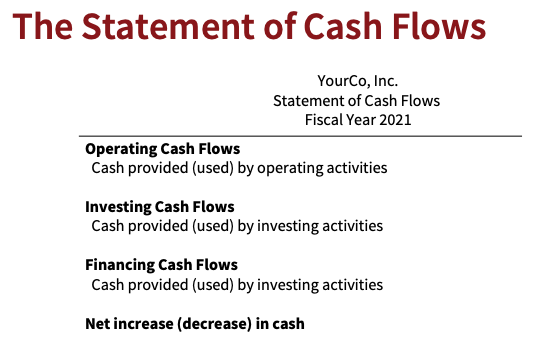 The Statement of Cash Flows
YourCo, Inc.
Statement of Cash Flows
Fiscal Year 2021
Operating Cash Flows
Cash provided (used) by operating activities
Investing Cash Flows
Cash provided (used) by investing activities
Financing Cash Flows
Cash provided (used) by investing activities
Net increase (decrease) in cash